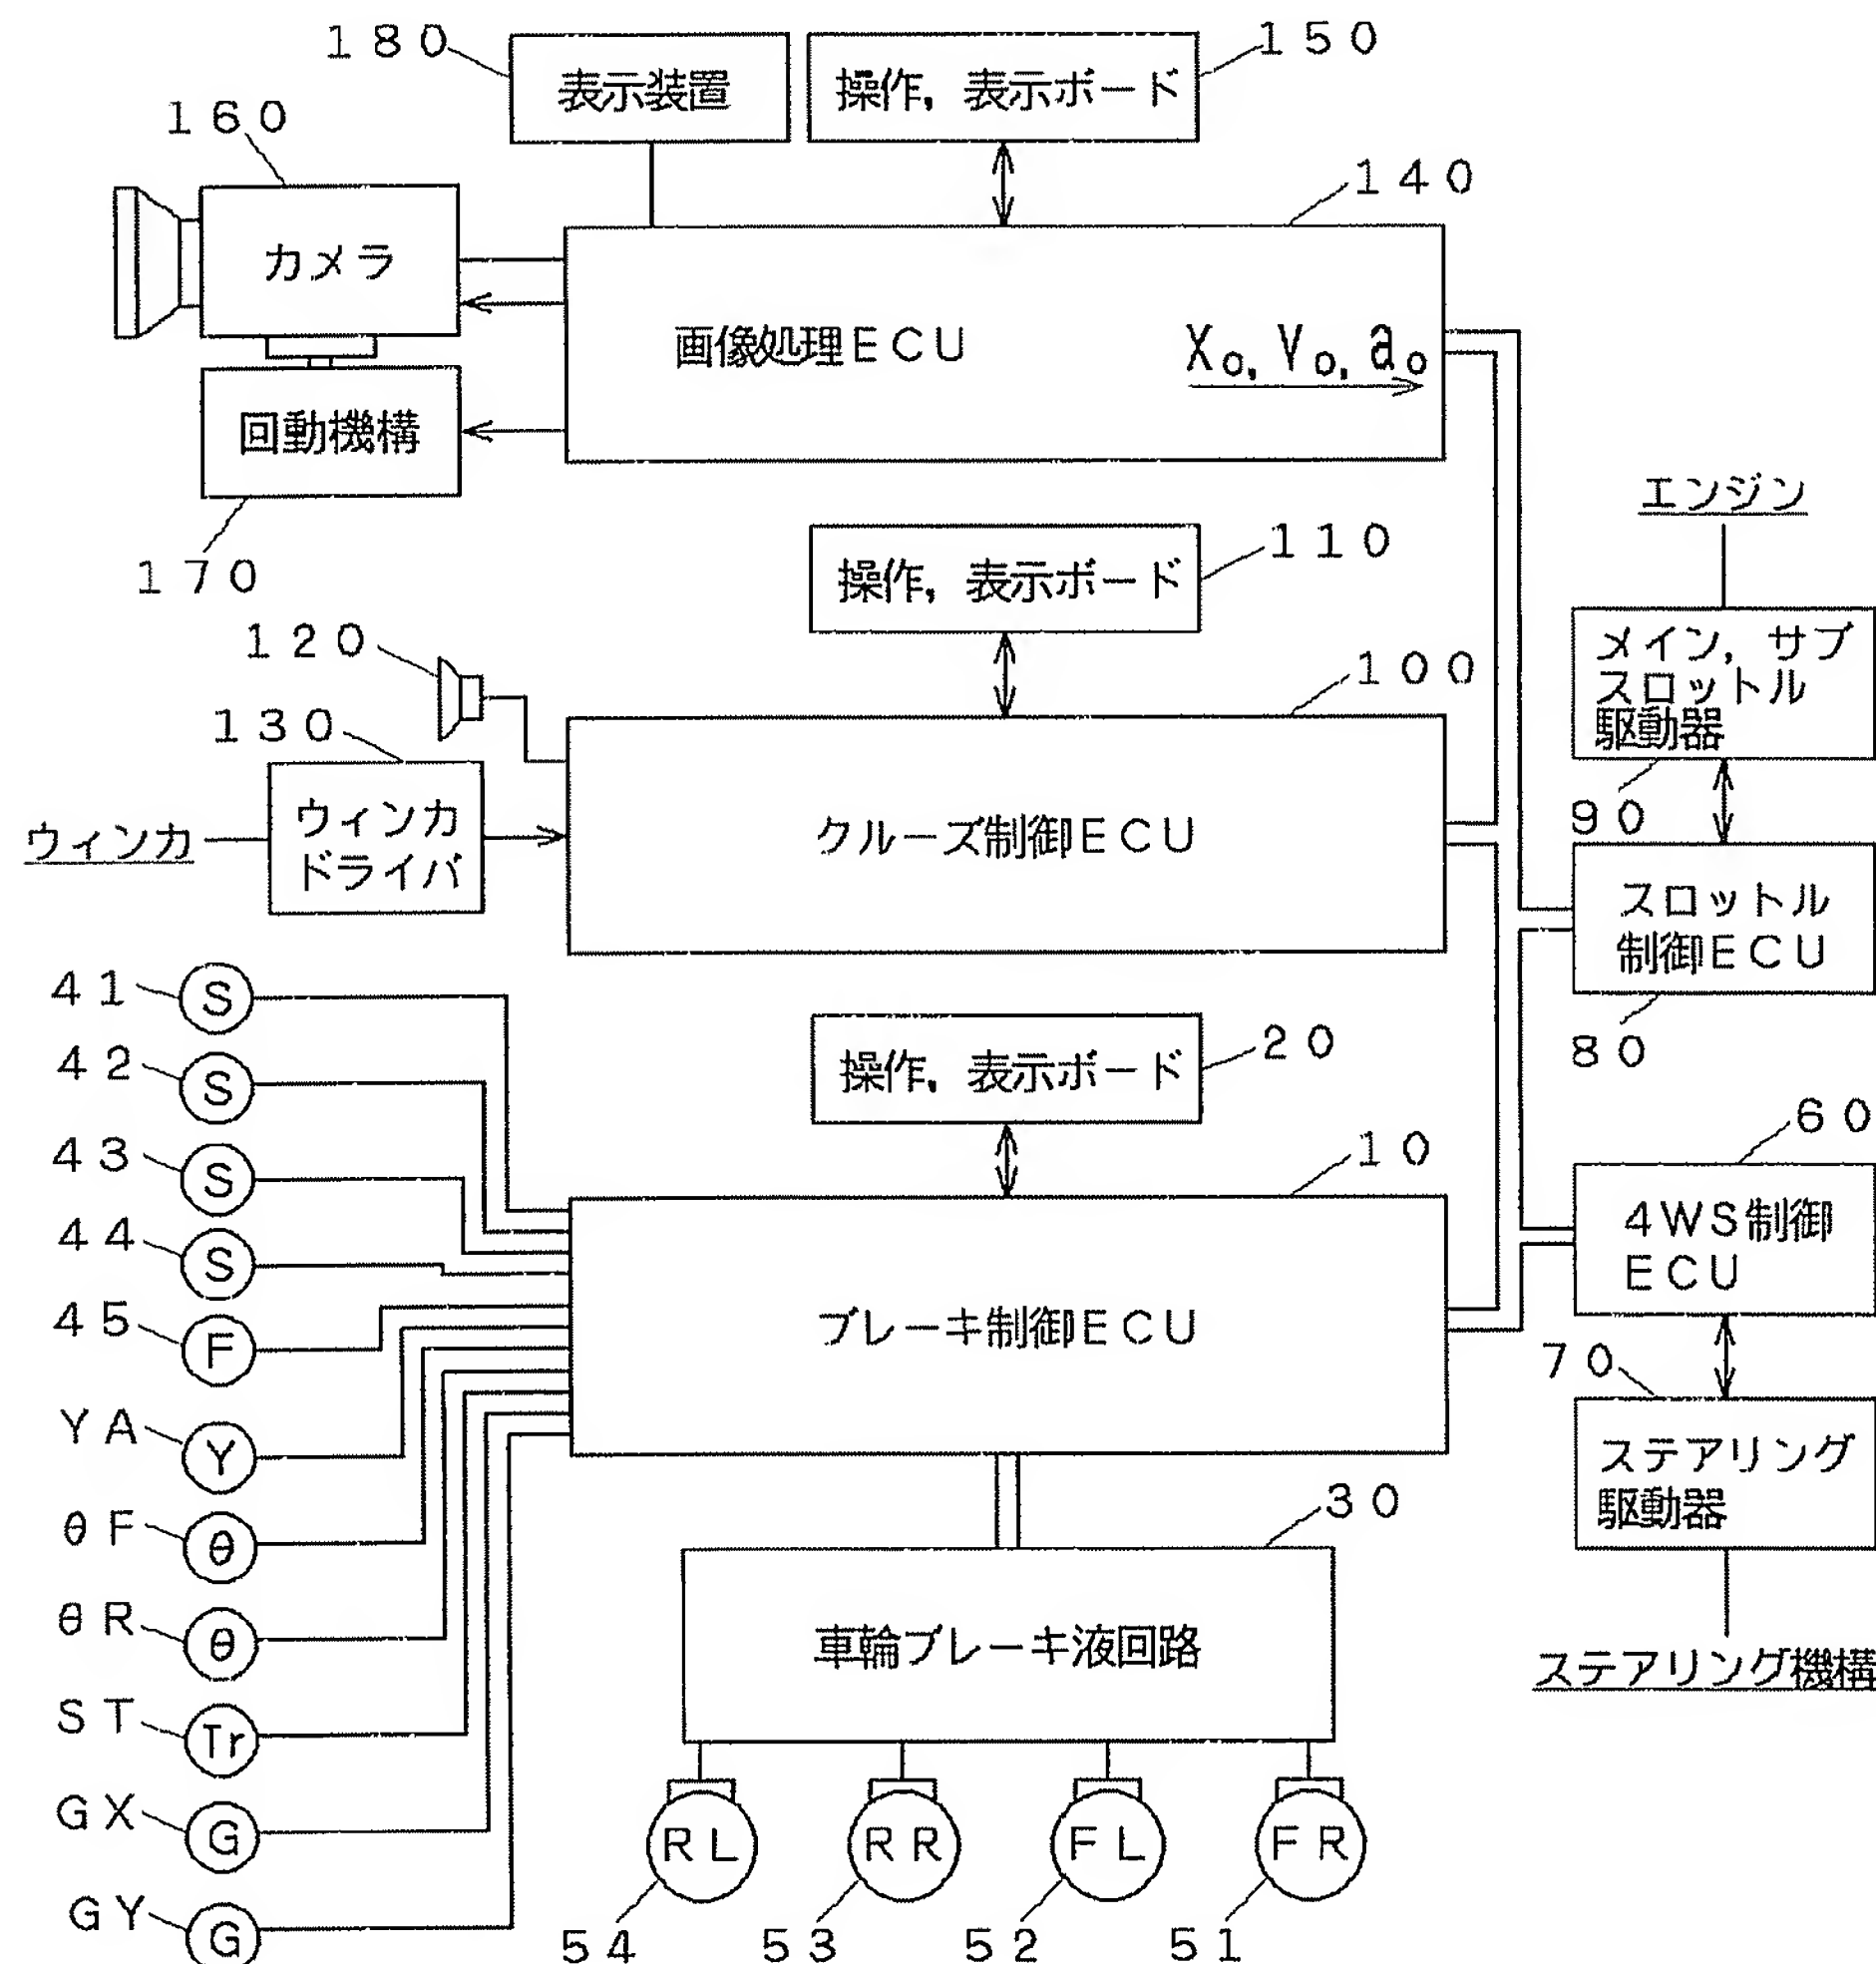 180
表示装置
操作, 表示ボード
150
160
カメラ
140
画像処理ECU
Xo, Vo, ao
回動機構
170
エンジン
操作, 表示ボード
110
メイン, サブ
スロットル
駆動器
90
120
130
100
ウィンカ
ウィンカ
ドライバ
クルーズ制御ECU
スロットル
制御ECU
80
41
S
42
S
43
S
44
S
45
F
YA
Y
θF
θ
θR
θ
ST
Tr
GX
G
GY
G
操作, 表示ボード
20
10
ブレーキ制御ECU
60
4WS制御
ECU
70
ステアリング
駆動器
ステアリング機構
30
車輪ブレーキ液回路
RL
RR
FL
FR
54
53
52
51